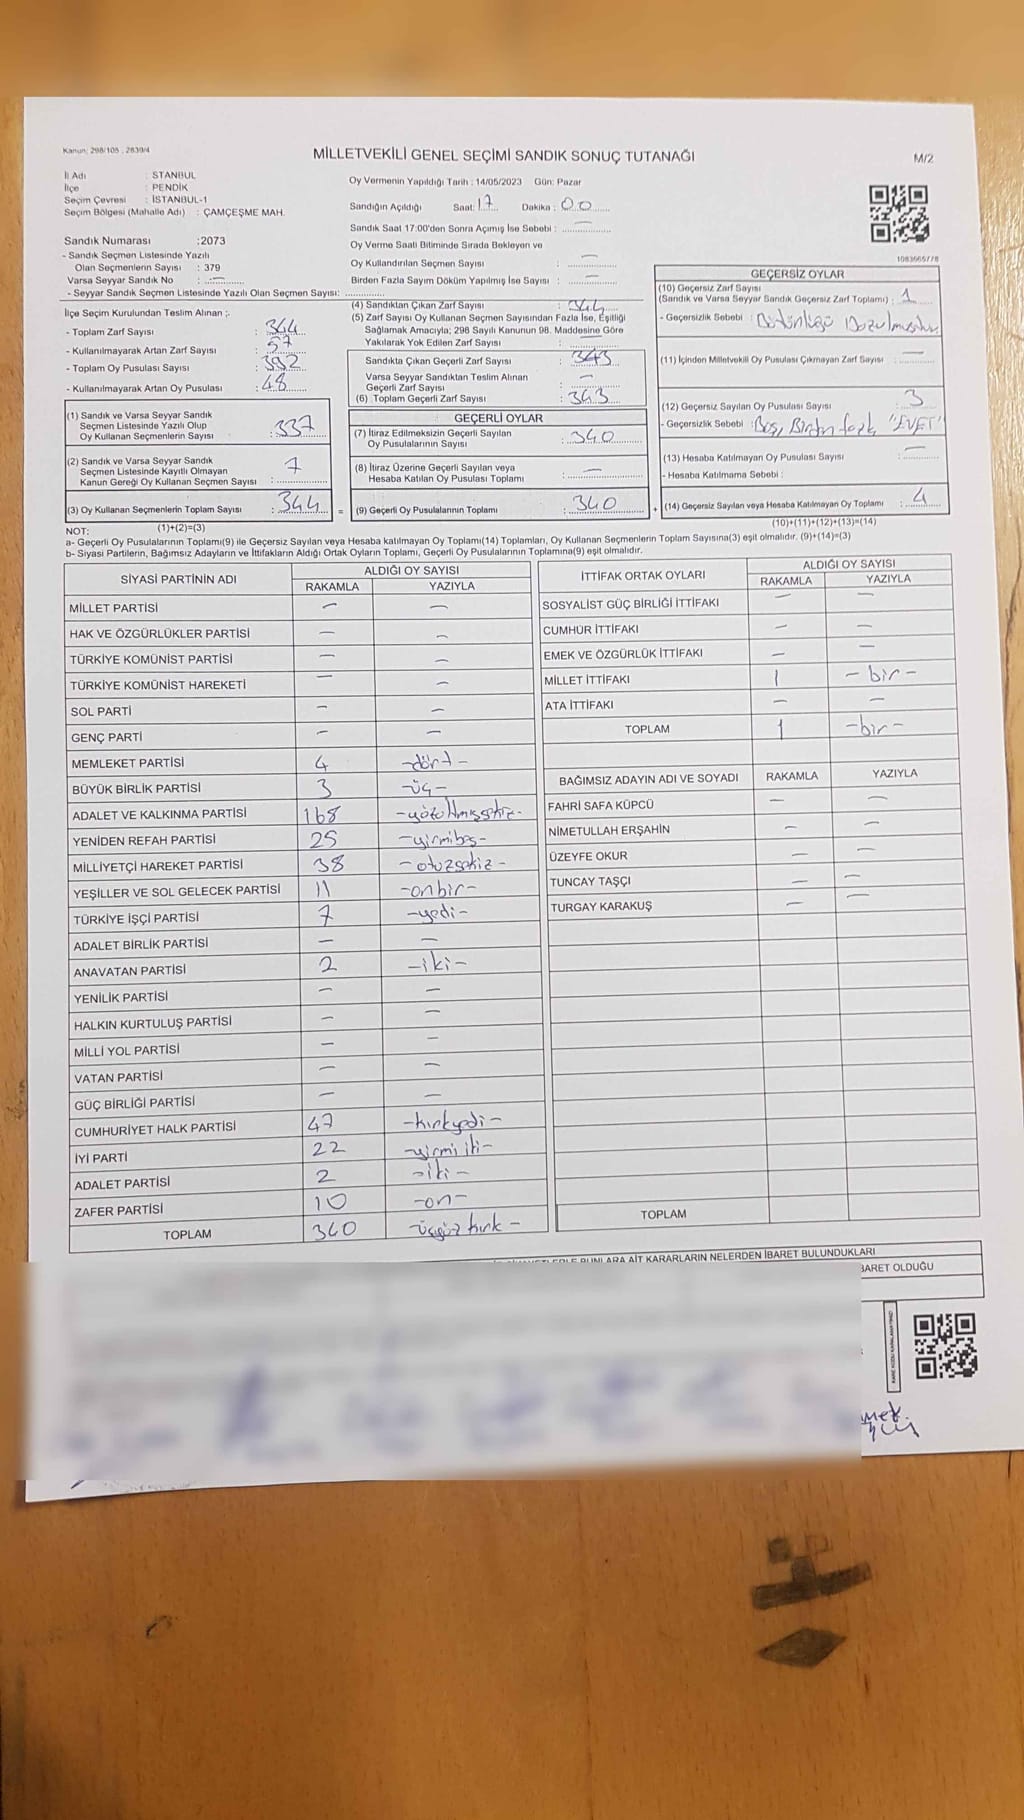 Kanun: 298/105 , 2839/4
MİLLETVEKİLİ GENEL SEÇİMİ SANDIK SONUÇ TUTANAĞI
M/2
İl Adı : STANBUL
İlçe : PENDİK
Seçim Çevresi : İSTANBUL-1
Seçim Bölgesi (Mahalle Adı) : ÇAMÇEŞME MAH.
Oy Vermenin Yapıldığı Tarih : 14/05/2023 Gün: Pazar
Sandığın Açıldığı Saat: 17 Dakika : 00
Sandık Saat 17:00'den Sonra Açımış İse Sebebi : —
Oy Verme Saati Bitiminde Sırada Bekleyen ve
Oy Kullandırılan Seçmen Sayısı : —
Birden Fazla Sayım Döküm Yapılmış İse Sayısı : —
Sandık Numarası :2073
- Sandık Seçmen Listesinde Yazılı
Olan Seçmenlerin Sayısı : 379
Varsa Seyyar Sandık No : —
- Seyyar Sandık Seçmen Listesinde Yazılı Olan Seçmen Sayısı:
1083665778
İlçe Seçim Kurulundan Teslim Alınan ;
- Toplam Zarf Sayısı :
- Kullanılmayarak Artan Zarf Sayısı : 57
- Toplam Oy Pusulası Sayısı : 392
- Kullanılmayarak Artan Oy Pusulası : 48
(1) Sandık ve Varsa Seyyar Sandık
Seçmen Listesinde Yazılı Olup
Oy Kullanan Seçmenlerin Sayısı : 337
(2) Sandık ve Varsa Seyyar Sandık
Seçmen Listesinde Kayıtlı Olmayan
Kanun Gereği Oy Kullanan Seçmen Sayısı : 7
(3) Oy Kullanan Seçmenlerin Toplam Sayısı : 344 =
(1)+(2)=(3)
(4) Sandıktan Çıkan Zarf Sayısı : 344
(5) Zarf Sayısı Oy Kullanan Seçmen Sayısından Fazla İse, Eşitliği
Sağlamak Amacıyla; 298 Sayılı Kanunun 98. Maddesine Göre
Yakılarak Yok Edilen Zarf Sayısı : —
Sandıkta Çıkan Geçerli Zarf Sayısı : 343
Varsa Seyyar Sandıktan Teslim Alınan
Geçerli Zarf Sayısı : —
(6) Toplam Geçerli Zarf Sayısı : 343
GEÇERLİ OYLAR
(7) İtiraz Edilmeksizin Geçerli Sayılan
Oy Pusulalarının Sayısı : 340
(8) İtiraz Üzerine Geçerli Sayılan veya
Hesaba Katılan Oy Pusulası Toplamı : —
(9) Geçerli Oy Pusulalarının Toplamı : 340 +
GEÇERSİZ OYLAR
(10) Geçersiz Zarf Sayısı
(Sandık ve Varsa Seyyar Sandık Geçersiz Zarf Toplamı) : 1
- Geçersizlik Sebebi : Bütünlüğü Bozulmuştur
(11) İçinden Milletvekili Oy Pusulası Çıkmayan Zarf Sayısı : —
(12) Geçersiz Sayılan Oy Pusulası Sayısı : 3
- Geçersizlik Sebebi : Boş, Birden fazla "EVET"
(13) Hesaba Katılmayan Oy Pusulası Sayısı : —
- Hesaba Katılmama Sebebi :
(14) Geçersiz Sayılan veya Hesaba Katılmayan Oy Toplamı : 4
(10)+(11)+(12)+(13)=(14)
NOT:
a- Geçerli Oy Pusulalarının Toplamı(9) ile Geçersiz Sayılan veya Hesaba katılmayan Oy Toplamı(14) Toplamları, Oy Kullanan Seçmenlerin Toplam Sayısına(3) eşit olmalıdır. (9)+(14)=(3)
b- Siyasi Partilerin, Bağımsız Adayların ve İttifakların Aldığı Ortak Oyların Toplamı, Geçerli Oy Pusulalarının Toplamına(9) eşit olmalıdır.
SİYASİ PARTİNİN ADI ALDIĞI OY SAYISI
RAKAMLA YAZIYLA
MİLLET PARTİSİ — —
HAK VE ÖZGÜRLÜKLER PARTİSİ — —
TÜRKİYE KOMÜNİST PARTİSİ — —
TÜRKİYE KOMÜNİST HAREKETİ — —
SOL PARTİ — —
GENÇ PARTİ — —
MEMLEKET PARTİSİ 4 -dört-
BÜYÜK BİRLİK PARTİSİ 3 -üç-
ADALET VE KALKINMA PARTİSİ 168 -yüzaltmışsekiz-
YENİDEN REFAH PARTİSİ 25 -yirmibeş-
MİLLİYETÇİ HAREKET PARTİSİ 38 -otuzsekiz-
YEŞİLLER VE SOL GELECEK PARTİSİ 11 -onbir-
TÜRKİYE İŞÇİ PARTİSİ 7 -yedi-
ADALET BİRLİK PARTİSİ — —
ANAVATAN PARTİSİ 2 -iki-
YENİLİK PARTİSİ — —
HALKIN KURTULUŞ PARTİSİ — —
MİLLİ YOL PARTİSİ — —
VATAN PARTİSİ — —
GÜÇ BİRLİĞİ PARTİSİ — —
CUMHURİYET HALK PARTİSİ 47 -kırkyedi-
İYİ PARTİ 22 -yirmi iki-
ADALET PARTİSİ 2 -iki-
ZAFER PARTİSİ 10 -on-
TOPLAM 340 -üçyüz kırk-
İTTİFAK ORTAK OYLARI ALDIĞI OY SAYISI
RAKAMLA YAZIYLA
SOSYALİST GÜÇ BİRLİĞİ İTTİFAKI — —
CUMHUR İTTİFAKI — —
EMEK VE ÖZGÜRLÜK İTTİFAKI — —
MİLLET İTTİFAKI 1 -bir-
ATA İTTİFAKI — —
TOPLAM 1 -bir-
BAĞIMSIZ ADAYIN ADI VE SOYADI RAKAMLA YAZIYLA
FAHRİ SAFA KÜPCÜ — —
NİMETULLAH ERŞAHİN — —
ÜZEYFE OKUR — —
TUNCAY TAŞÇI — —
TURGAY KARAKUŞ — —
TOPLAM
BUNLARA AİT KARARLARIN NELERDEN İBARET BULUNDUKLARI
BARET OLDUĞU